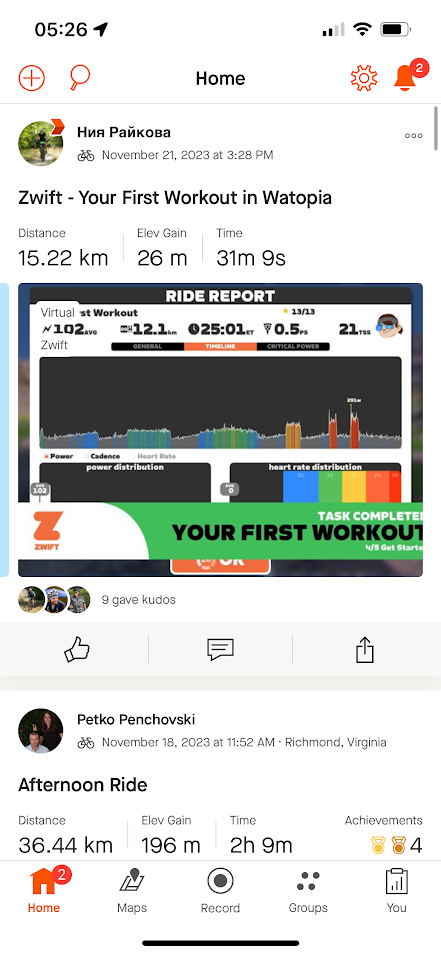 05:26
2
Home
Ния Райкова
November 21, 2023 at 3:28 PM
Zwift - Your First Workout in Watopia
Distance Elev Gain Time
15.22 km 26 m 31m 9s
RIDE REPORT
Virtual st Workout 13/13
102AVG 12.1km 25:01ET 0.5PS 21TSS
Zwift
GENERAL TIMELINE CRITICAL POWER
291w
Power Cadence Heart Rate
power distribution heart rate distribution
AVG 102 AVG 0
TASK COMPLETED
ZWIFT YOUR FIRST WORKOUT
4/5 Get Starte
OK
9 gave kudos
Petko Penchovski
November 18, 2023 at 11:52 AM · Richmond, Virginia
Afternoon Ride
Distance Elev Gain Time Achievements
36.44 km 196 m 2h 9m 4
2
Home Maps Record Groups You